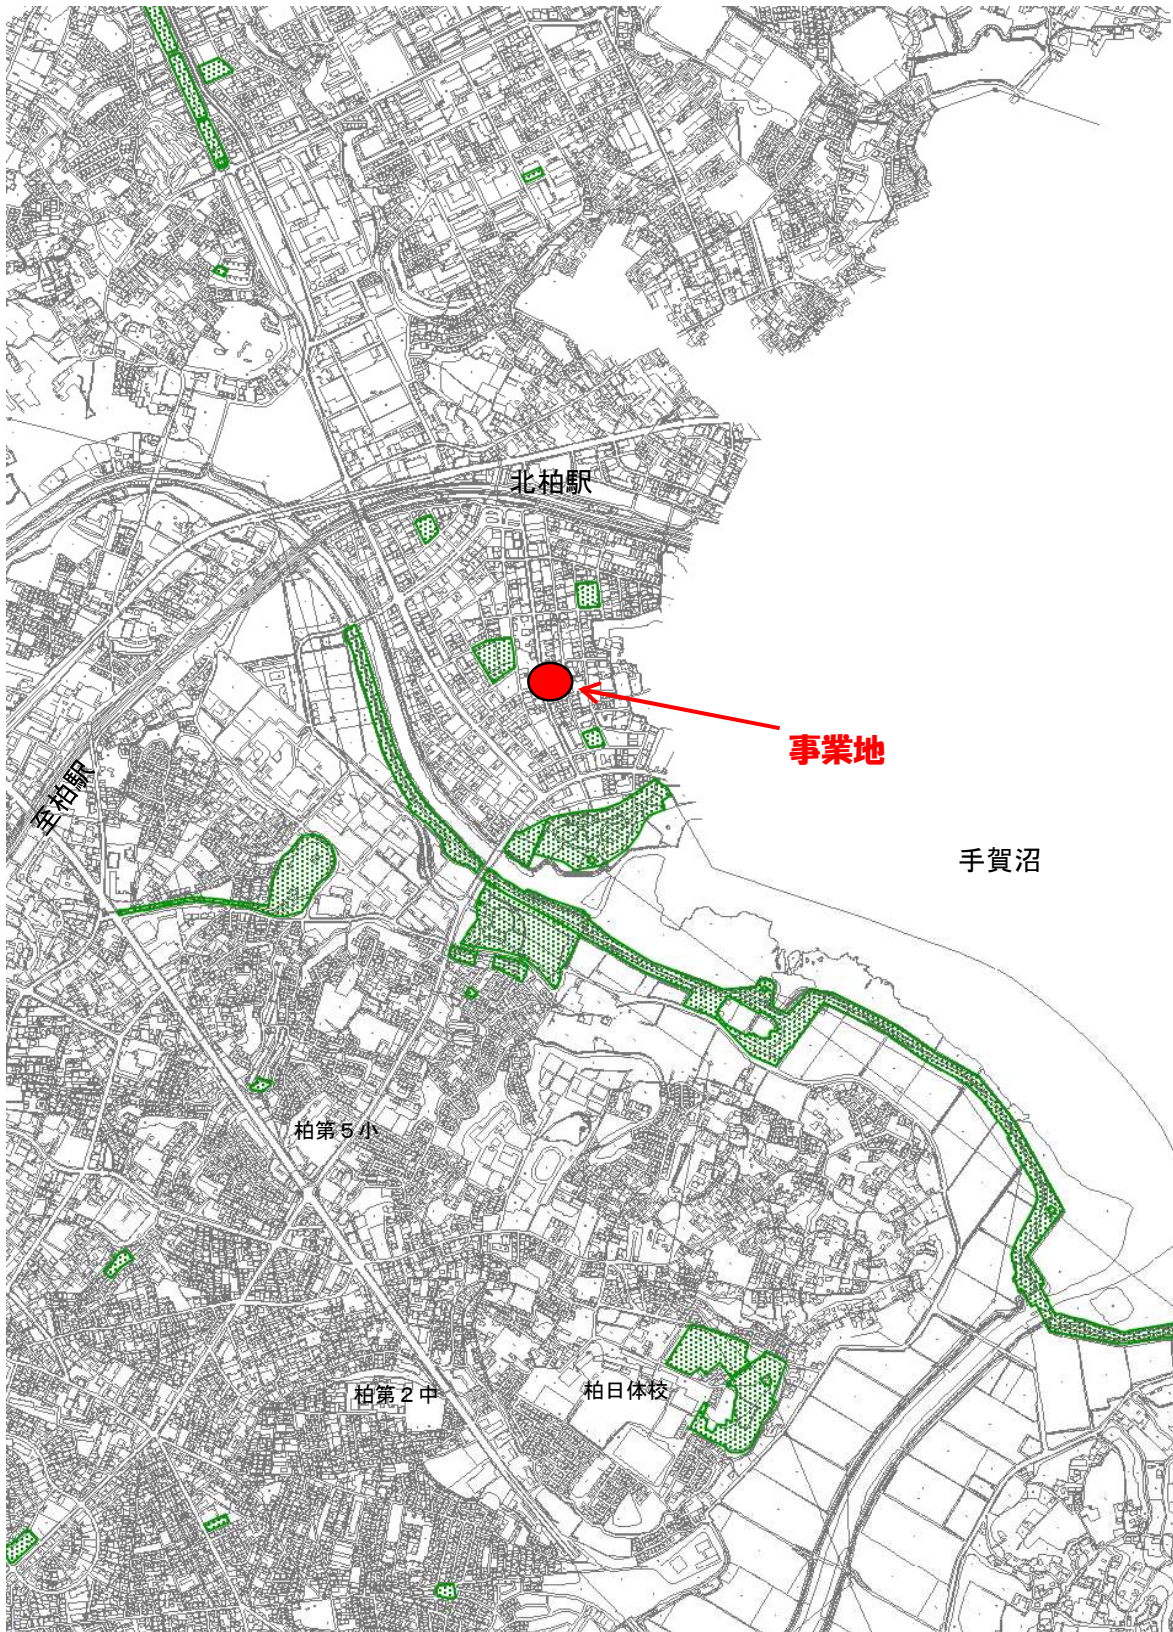 北柏駅
事業地
至柏駅
手賀沼
柏第５小
柏第２中
柏日体校